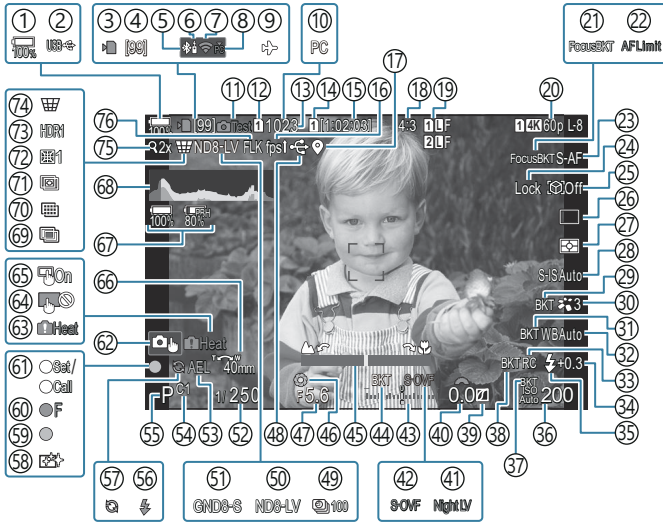 ① ② ③ ④ ⑤ ⑥ ⑦ ⑧ ⑨ ⑩ ⑰ ㉑ ㉒
100% USB [99] PC FocusBKT AF Limit
⑪ ⑫ ⑬ ⑭ ⑮ ⑯ ⑱ ⑲ ⑳
100% [99] Test 1 1023 1 [1:02:03] 4:3 1 LF 1 4K 60p L-8
2 LF
㊆ 2x ND8-LV FLK fps1
FocusBKT S-AF
Lock Off
100% 80%
S-IS Auto
BKT 3
BKT WBAuto
BKT RC +0.3
Heat
AEL T W 40mm
P C1 1/ 250 F5.6 BKT S-OVF 0.0 BKT ISO Auto 200
㉓
㉔
㉕
㉖
㉗
㉘
㉙
㉚
㉛
㉜
㉝
㉞
㉟
㊱
㊲
㊳ ㊴ ㊵ ㊸ ㊹ ㊺ ㊻ ㊼ ㊽
52 53 54 55
76
75
74
73 HDR1
72 1
71
70
69
68
67
66
65 On
64
63 Heat
62
61 Set /
Call
60 F
59
58
57 56
51 50 49
GND8-S ND8-LV 100
㊷ ㊶
S-OVF Night LV